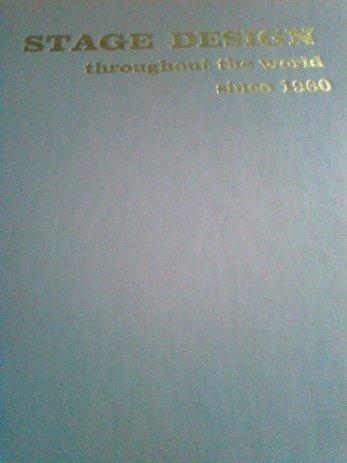 STAGE DESIGN
throughout the world
since 1960